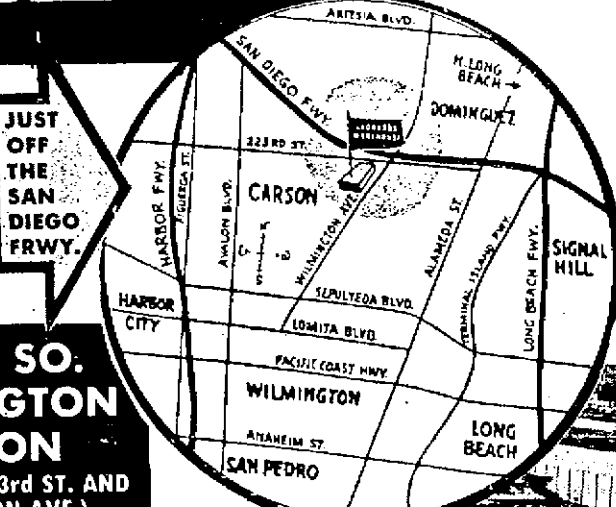 JUST
OFF
THE
SAN
DIEGO
FRWY.
SO.
GTON
ON
3rd ST. AND
ON AVE.)
ARTESIA BLVD.
SAN DIEGO FWY.
N. LONG
BEACH →
DOMINGUEZ
223RD ST.
HARBOR FWY.
FIGUEROA ST.
AVALON BLVD.
CARSON
WILMINGTON AVE.
ALAMEDA ST.
TERMINAL ISLAND FWY.
LONG BEACH FWY.
SIGNAL
HILL
HARBOR
CITY
SEPULVEDA BLVD.
LOMITA BLVD.
PACIFIC COAST HWY.
WILMINGTON
ANAHEIM ST.
LONG
BEACH
SAN PEDRO